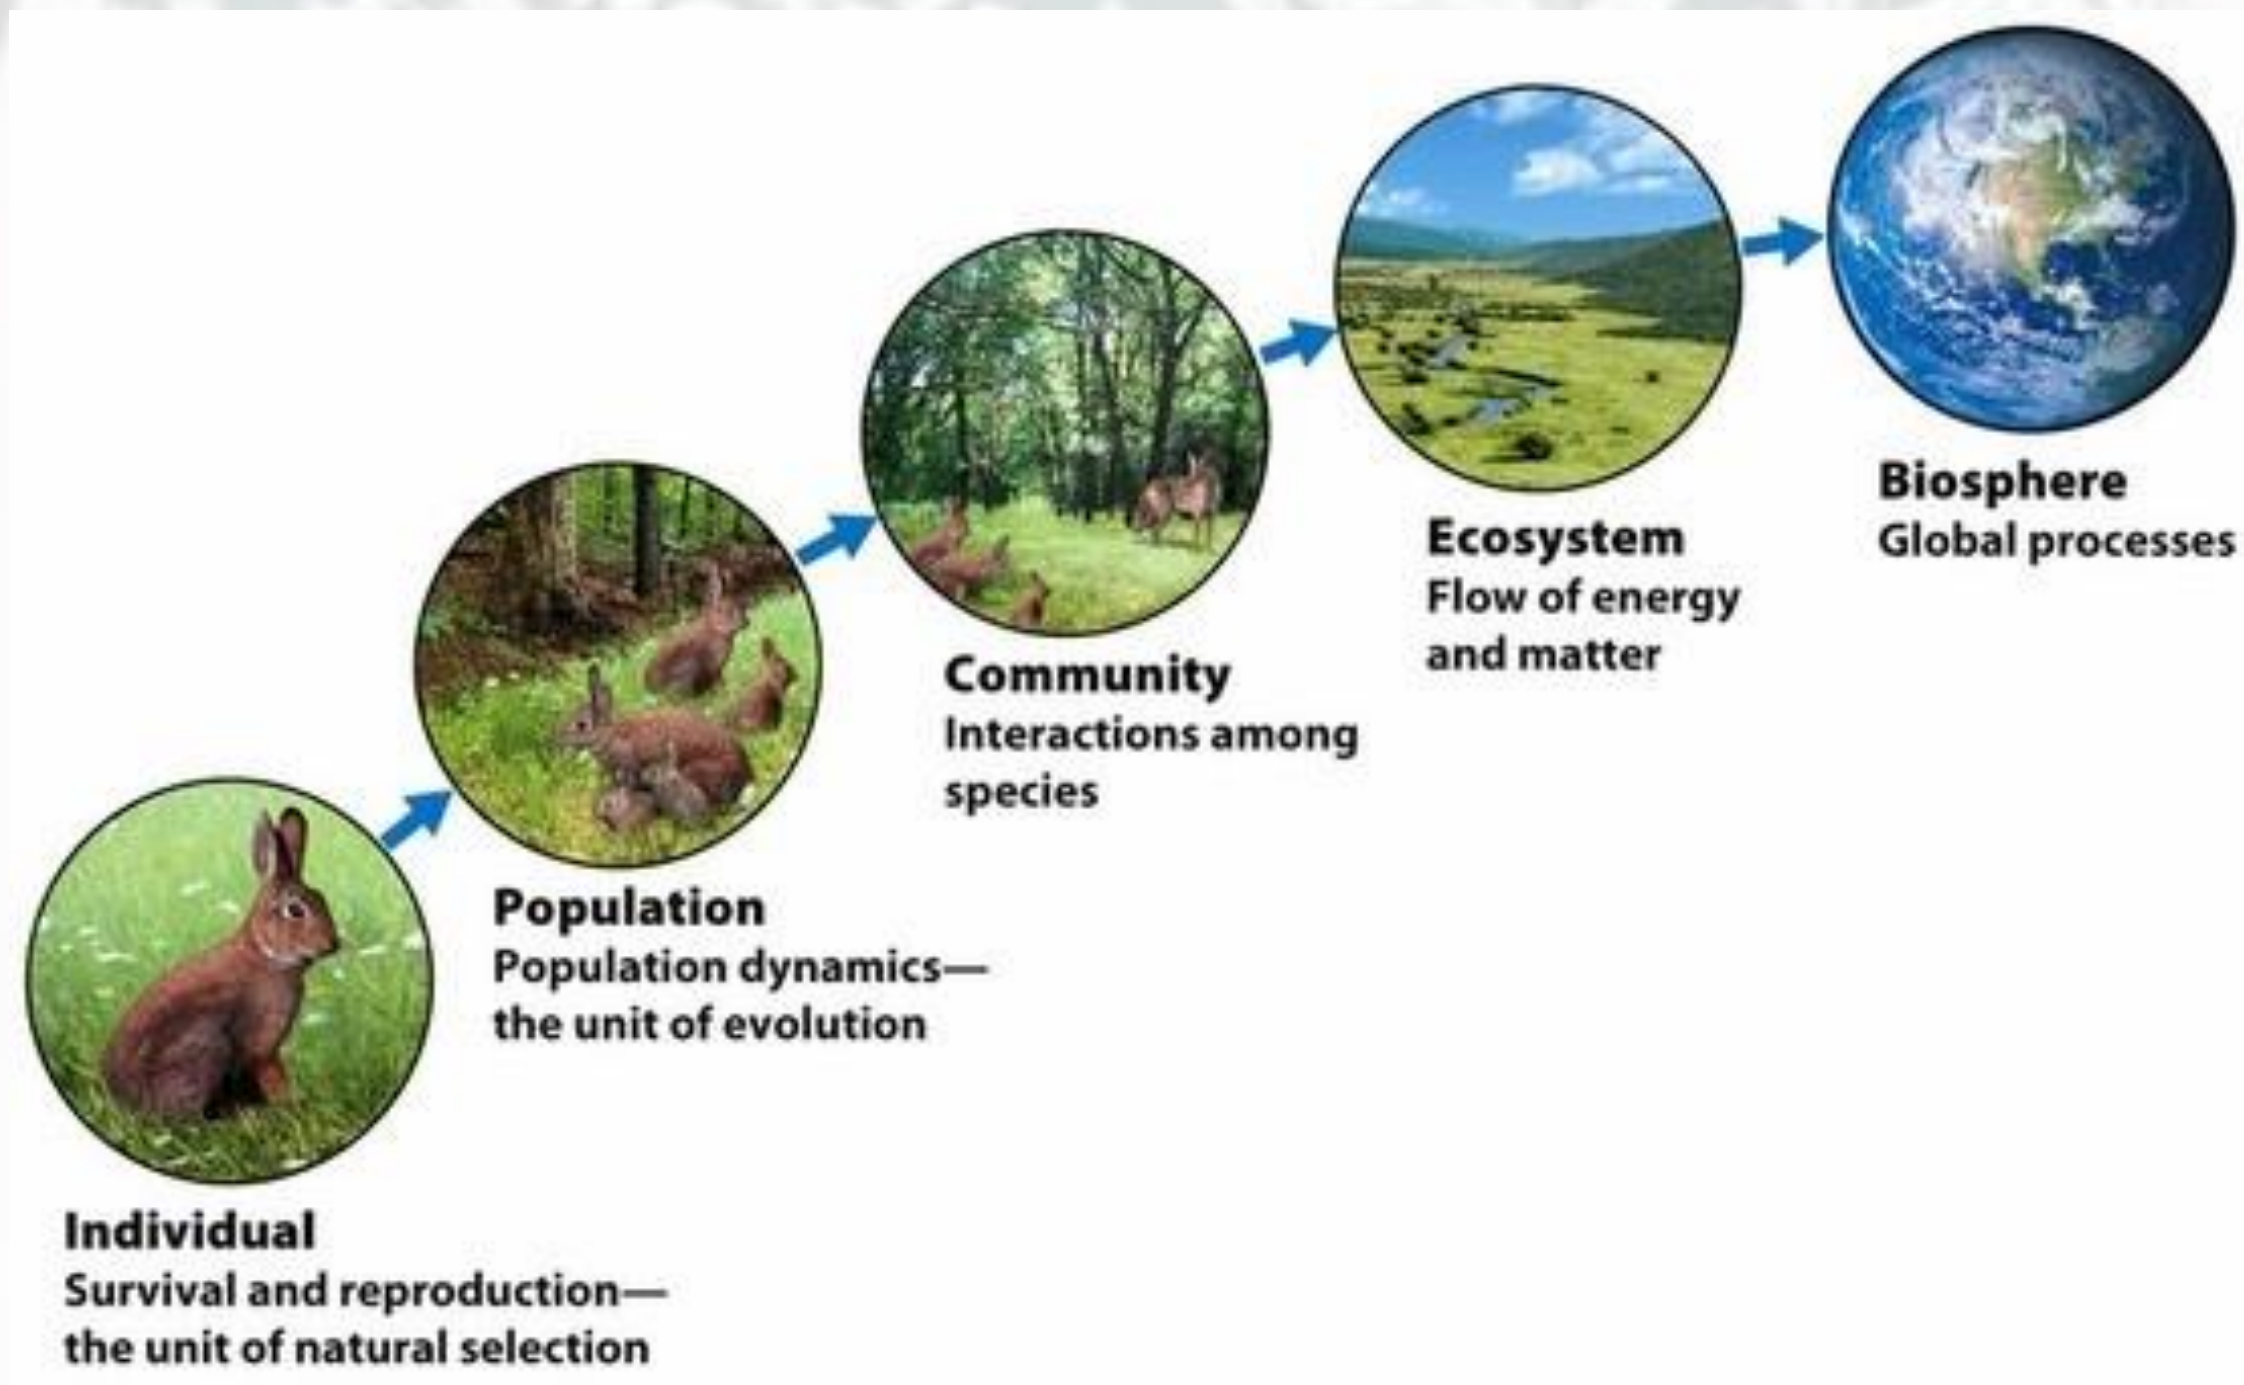 Individual
Survival and reproduction—
the unit of natural selection
Population
Population dynamics—
the unit of evolution
Community
Interactions among
species
Ecosystem
Flow of energy
and matter
Biosphere
Global processes